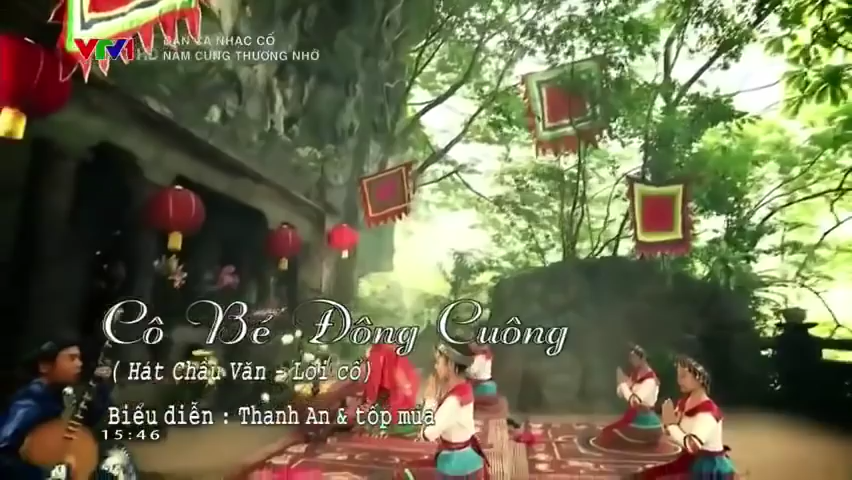 VTV1 HD DÂN CA NHẠC CỔ
NĂM CUNG THƯƠNG NHỚ
Cô Bé Đông Cuông
( Hát Chầu Văn - Lời cổ )
Biểu diễn : Thanh An & tốp múa
15:46